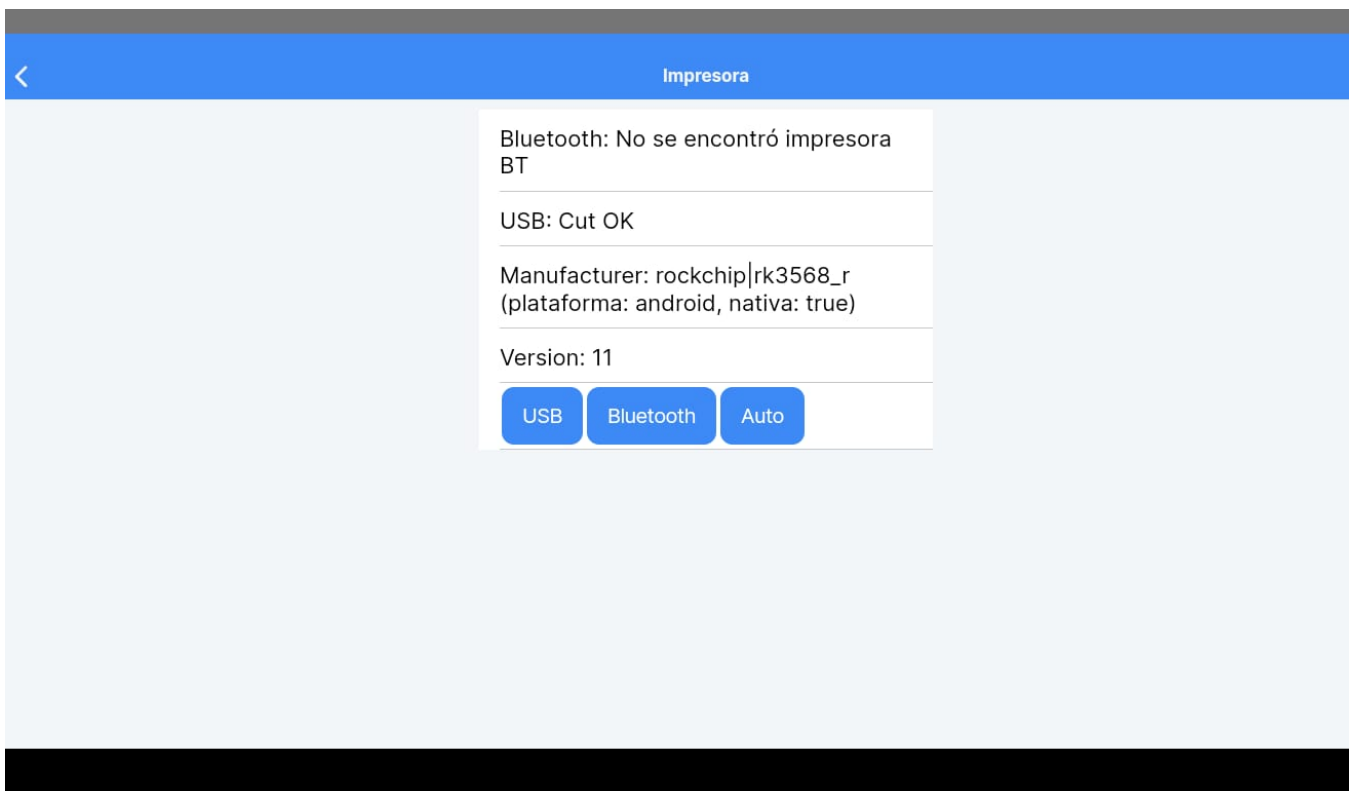 Impresora
Bluetooth: No se encontró impresora
BT
USB: Cut OK
Manufacturer: rockchip|rk3568_r
(plataforma: android, nativa: true)
Version: 11
USB Bluetooth Auto